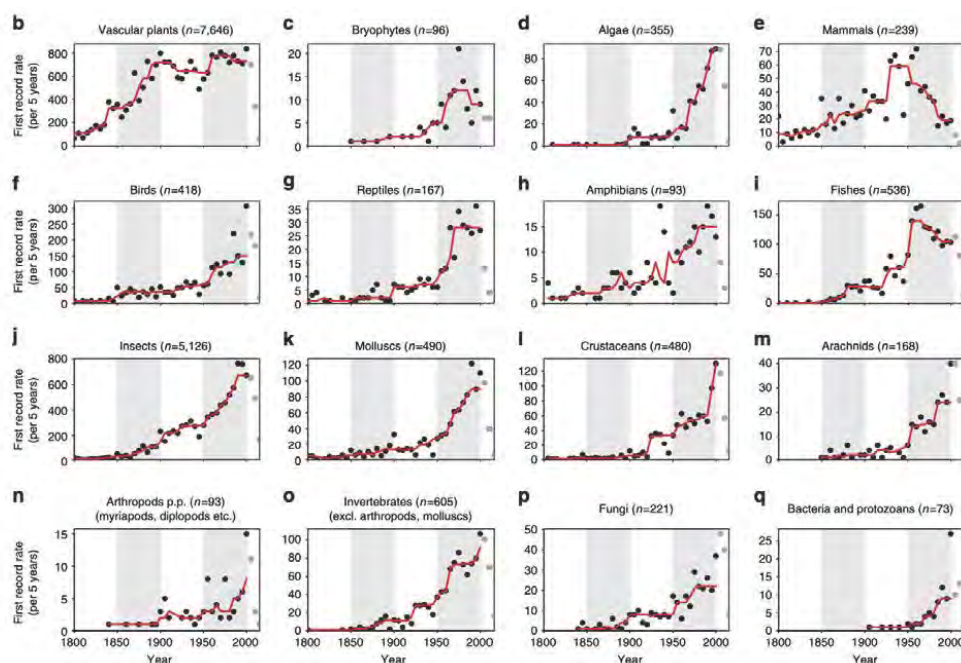 b Vascular plants (n=7,646)
First record rate
(per 5 years)
800
600
400
200
0
c Bryophytes (n=96)
20
15
10
5
0
d Algae (n=355)
80
60
40
20
0
e Mammals (n=239)
70
60
50
40
30
20
10
0
f Birds (n=418)
First record rate
(per 5 years)
300
250
200
150
100
50
0
g Reptiles (n=167)
35
30
25
20
15
10
5
0
h Amphibians (n=93)
15
10
5
0
i Fishes (n=536)
150
100
50
0
j Insects (n=5,126)
First record rate
(per 5 years)
800
600
400
200
0
k Molluscs (n=490)
120
100
80
60
40
20
0
l Crustaceans (n=480)
120
100
80
60
40
20
0
m Arachnids (n=168)
40
30
20
10
0
n Arthropods p.p. (n=93)
(myriapods, diplopods etc.)
First record rate
(per 5 years)
15
10
5
0
1800 1850 1900 1950 2000
Year
o Invertebrates (n=605)
(excl. arthropods, molluscs)
100
80
60
40
20
0
1800 1850 1900 1950 2000
Year
p Fungi (n=221)
50
40
30
20
10
0
1800 1850 1900 1950 2000
Year
q Bacteria and protozoans (n=73)
25
20
15
10
5
0
1800 1850 1900 1950 2000
Year